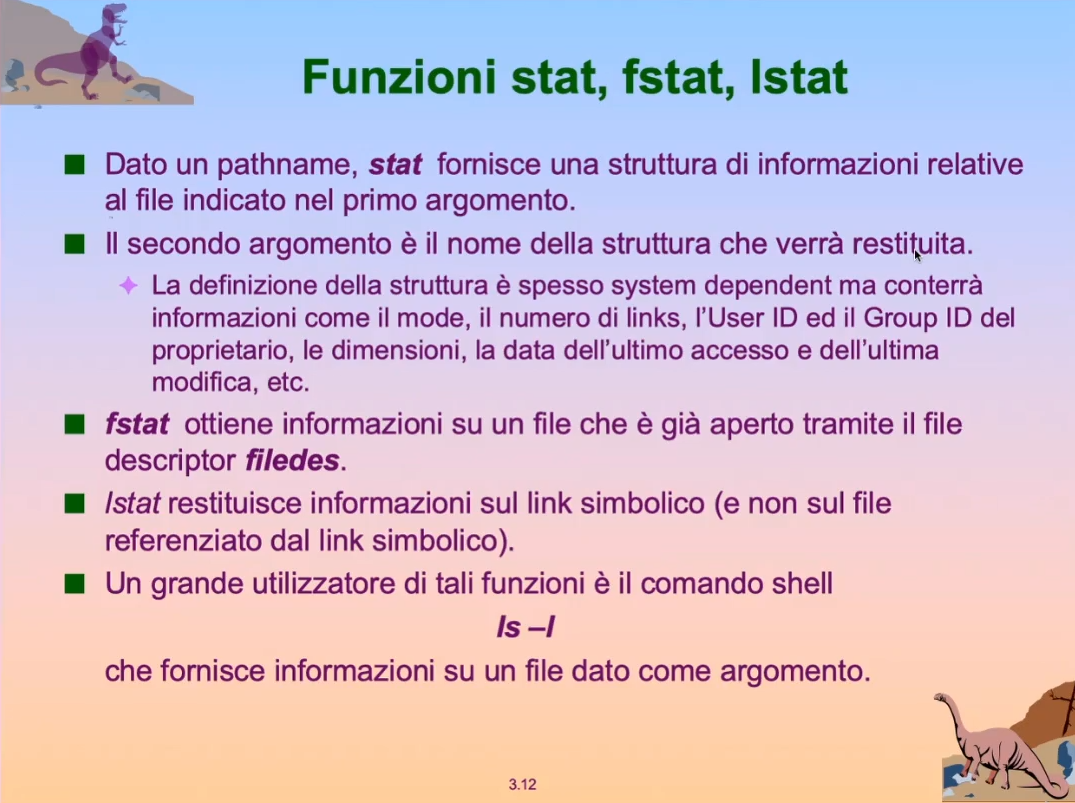 Funzioni stat, fstat, lstat
Dato un pathname, stat fornisce una struttura di informazioni relative
al file indicato nel primo argomento.
Il secondo argomento è il nome della struttura che verrà restituita.
La definizione della struttura è spesso system dependent ma conterrà
informazioni come il mode, il numero di links, l'User ID ed il Group ID del
proprietario, le dimensioni, la data dell'ultimo accesso e dell'ultima
modifica, etc.
fstat ottiene informazioni su un file che è già aperto tramite il file
descriptor filedes.
lstat restituisce informazioni sul link simbolico (e non sul file
referenziato dal link simbolico).
Un grande utilizzatore di tali funzioni è il comando shell
ls –l
che fornisce informazioni su un file dato come argomento.
3.12